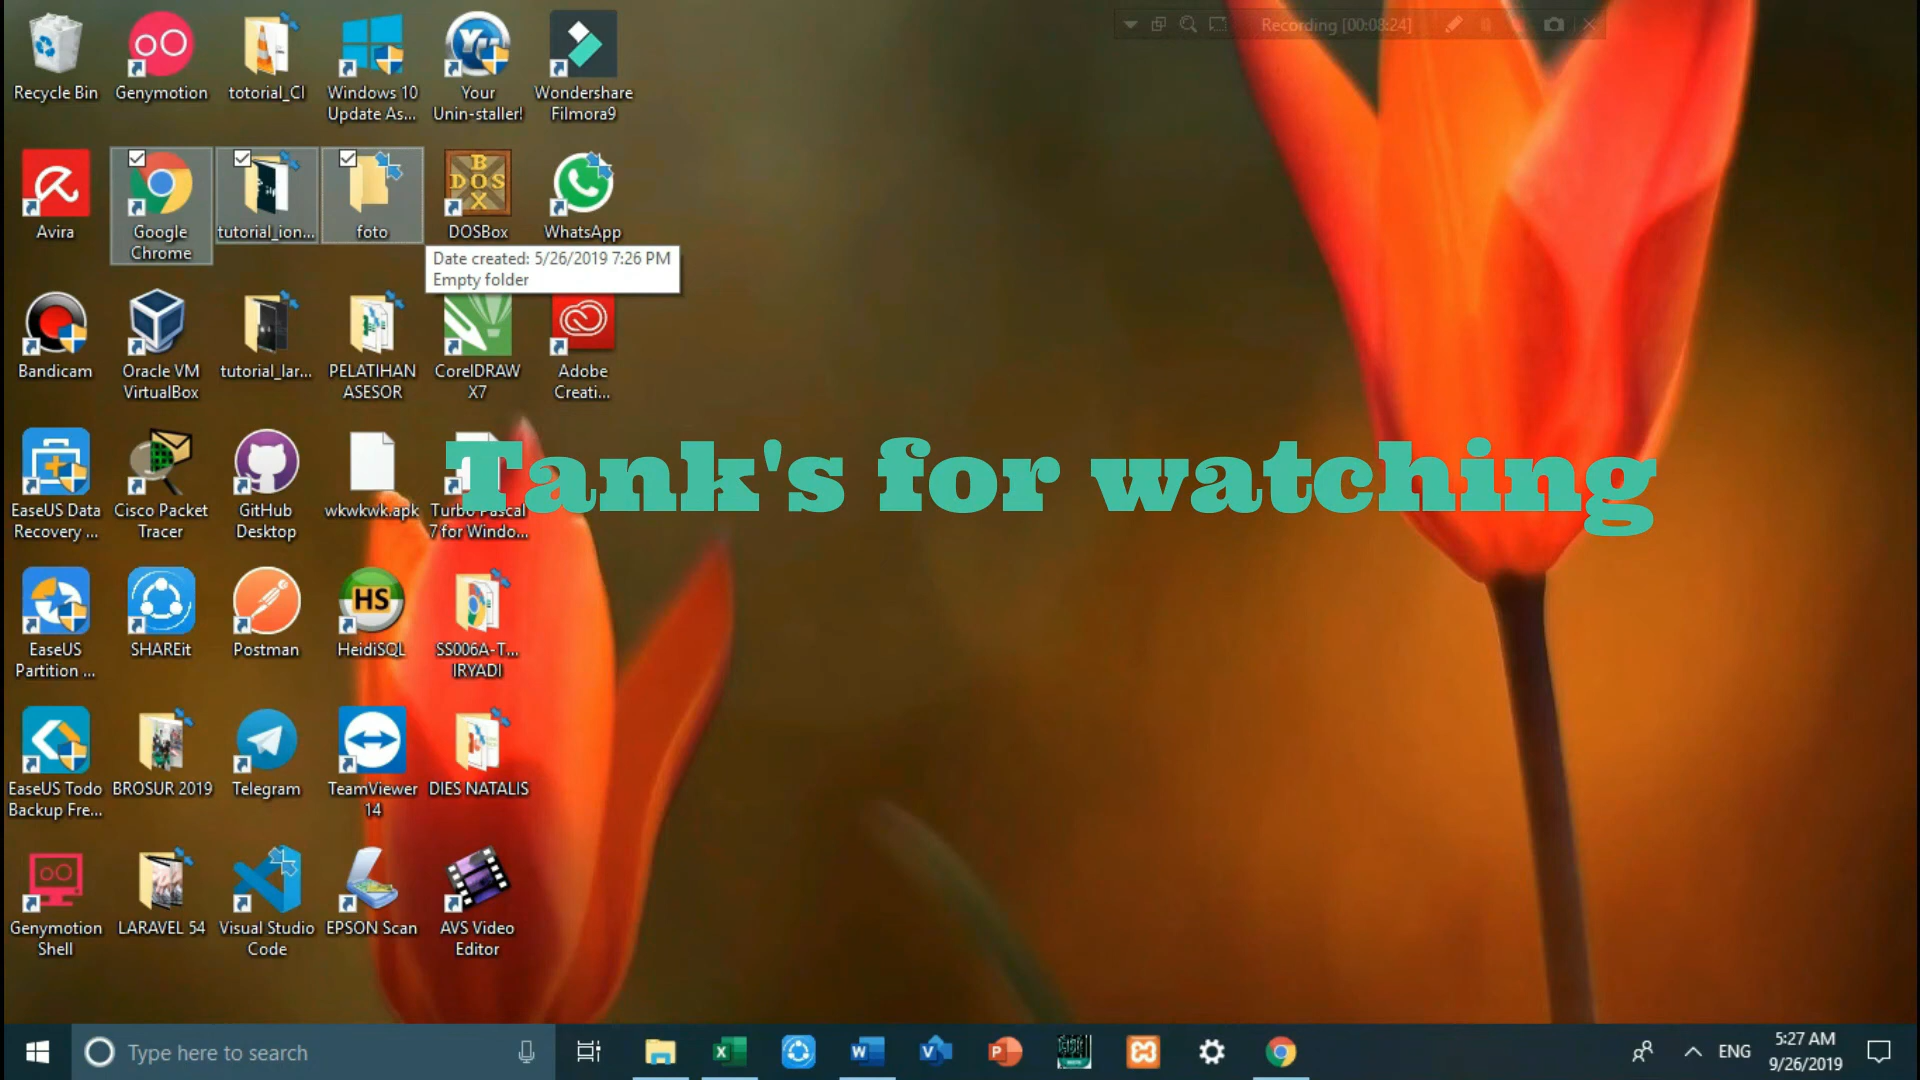 Recording [00:08:24]
Recycle Bin
Genymotion
totorial_CI
Windows 10
Update As...
Your
Unin-staller!
Wondershare
Filmora9
Avira
Google
Chrome
tutorial_ion...
foto
DOSBox
WhatsApp
Date created: 5/26/2019 7:26 PM
Empty folder
Bandicam
Oracle VM
VirtualBox
tutorial_lar...
PELATIHAN
ASESOR
CorelDRAW
X7
Adobe
Creati...
Tank's for watching
EaseUS Data
Recovery ...
Cisco Packet
Tracer
GitHub
Desktop
wkwkwk.apk
Turbo Pascal
7 for Windo...
EaseUS
Partition ...
SHAREit
Postman
HeidiSQL
SS006A-T...
IRYADI
EaseUS Todo
Backup Fre...
BROSUR 2019
Telegram
TeamViewer
14
DIES NATALIS
Genymotion
Shell
LARAVEL 54
Visual Studio
Code
EPSON Scan
AVS Video
Editor
Type here to search
ENG
5:27 AM
9/26/2019